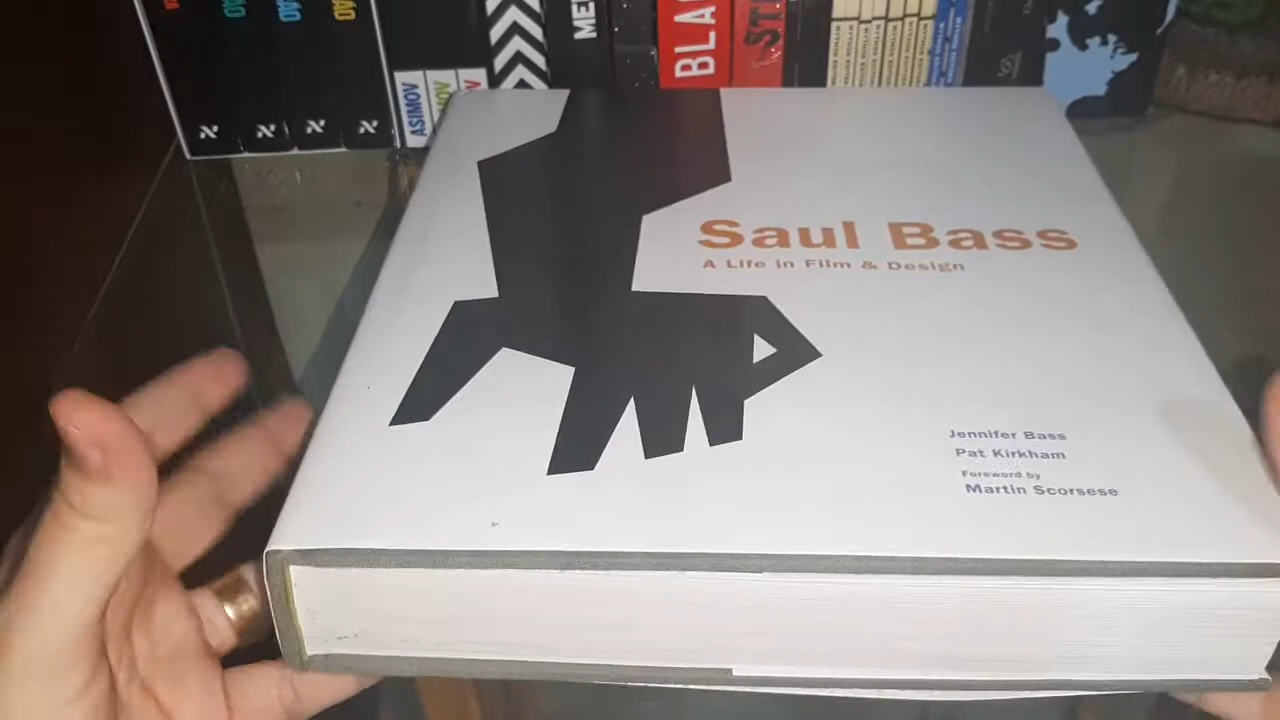 ASIMOV
BLA
Saul Bass
A Life in Film & Design
Jennifer Bass
Pat Kirkham
Foreword by
Martin Scorsese